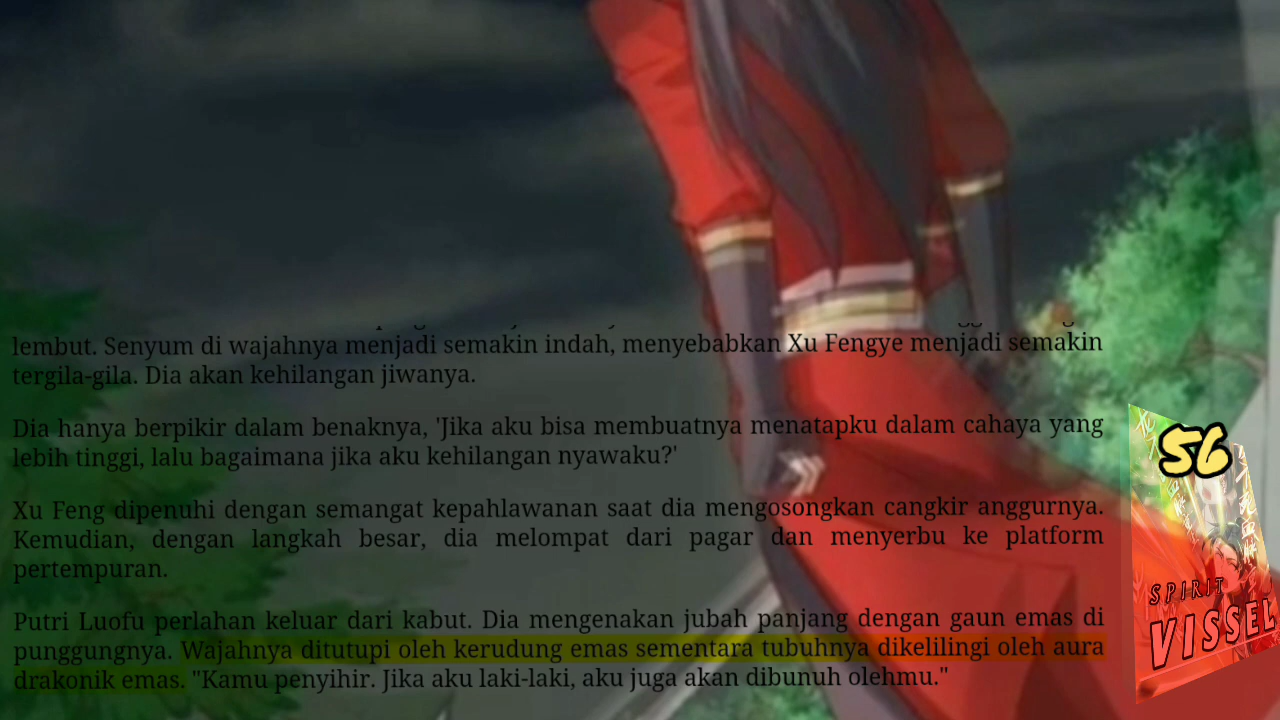 lembut. Senyum di wajahnya menjadi semakin indah, menyebabkan Xu Fengye menjadi semakin
tergila-gila. Dia akan kehilangan jiwanya.
Dia hanya berpikir dalam benaknya, 'Jika aku bisa membuatnya menatapku dalam cahaya yang
lebih tinggi, lalu bagaimana jika aku kehilangan nyawaku?'
Xu Feng dipenuhi dengan semangat kepahlawanan saat dia mengosongkan cangkir anggurnya.
Kemudian, dengan langkah besar, dia melompat dari pagar dan menyerbu ke platform
pertempuran.
Putri Luofu perlahan keluar dari kabut. Dia mengenakan jubah panjang dengan gaun emas di
punggungnya. Wajahnya ditutupi oleh kerudung emas sementara tubuhnya dikelilingi oleh aura
drakonik emas. "Kamu penyihir. Jika aku laki-laki, aku juga akan dibunuh olehmu."
56
SPIRIT
VISSEL